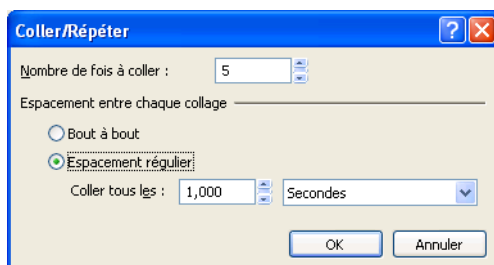 Coller/Répéter
Nombre de fois à coller : 5
Espacement entre chaque collage
Bout à bout
Espacement régulier
Coller tous les : 1,000 Secondes
OK Annuler